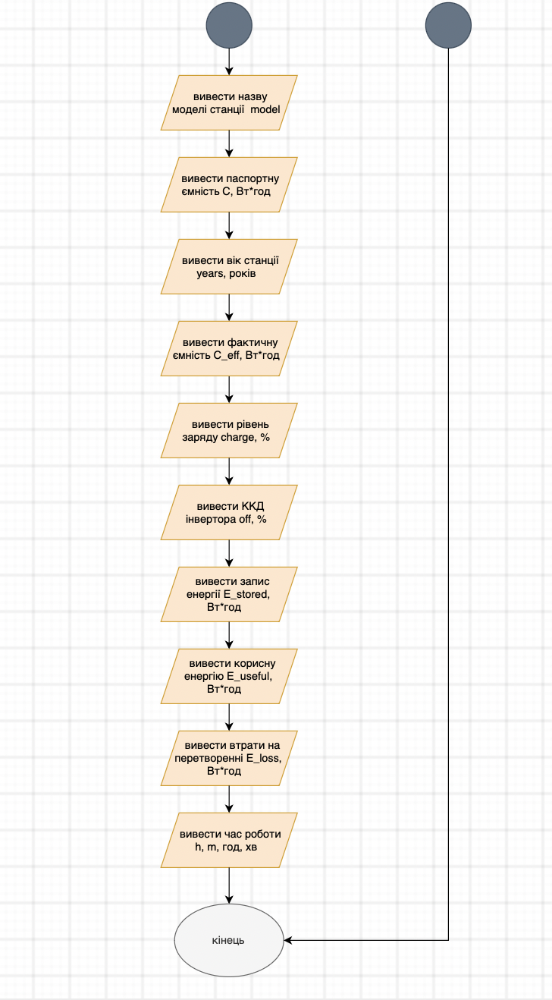 вивести назву
моделі станції model
вивести паспортну
ємність C, Вт*год
вивести вік станції
years, років
вивести фактичну
ємність C_eff, Вт*год
вивести рівень
заряду charge, %
вивести ККД
інвертора off, %
вивести запис
енергії E_stored,
Вт*год
вивести корисну
енергію E_useful,
Вт*год
вивести втрати на
перетворенні E_loss,
Вт*год
вивести час роботи
h, m, год, хв
кінець